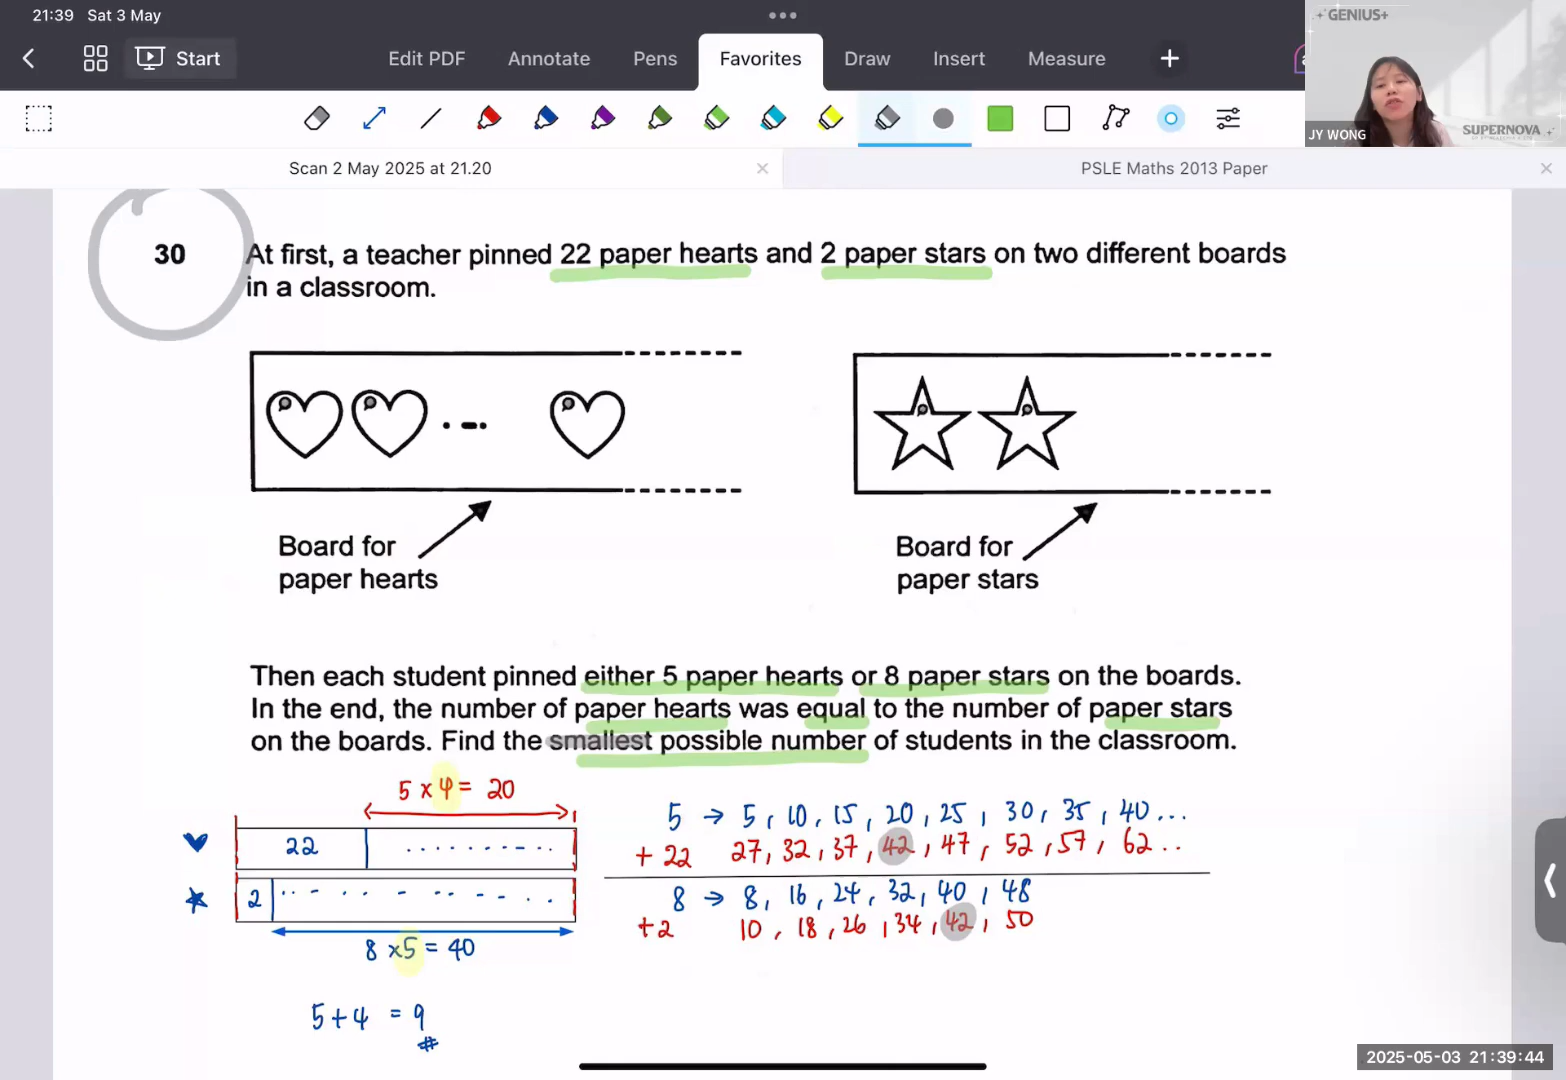 21:39 Sat 3 May
GENIUS+
Start
Edit PDF Annotate Pens Favorites Draw Insert Measure
JY WONG
SUPERNOVA
Scan 2 May 2025 at 21.20
PSLE Maths 2013 Paper
30 At first, a teacher pinned 22 paper hearts and 2 paper stars on two different boards
in a classroom.
Board for
paper hearts
Board for
paper stars
Then each student pinned either 5 paper hearts or 8 paper stars on the boards.
In the end, the number of paper hearts was equal to the number of paper stars
on the boards. Find the smallest possible number of students in the classroom.
5 x 4 = 20
22
2
8 x 5 = 40
5 + 4 = 9
5 → 5, 10, 15, 20, 25, 30, 35, 40...
+ 22 27, 32, 37, 42, 47, 52, 57, 62...
8 → 8, 16, 24, 32, 40, 48
+2 10, 18, 26, 34, 42, 50
2025-05-03 21:39:44